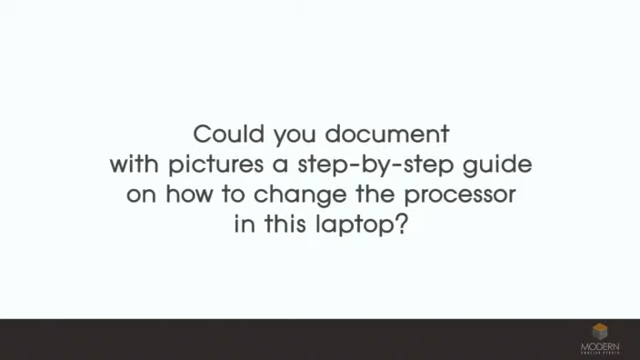 Could you document
with pictures a step-by-step guide
on how to change the processor
in this laptop?
MODERN